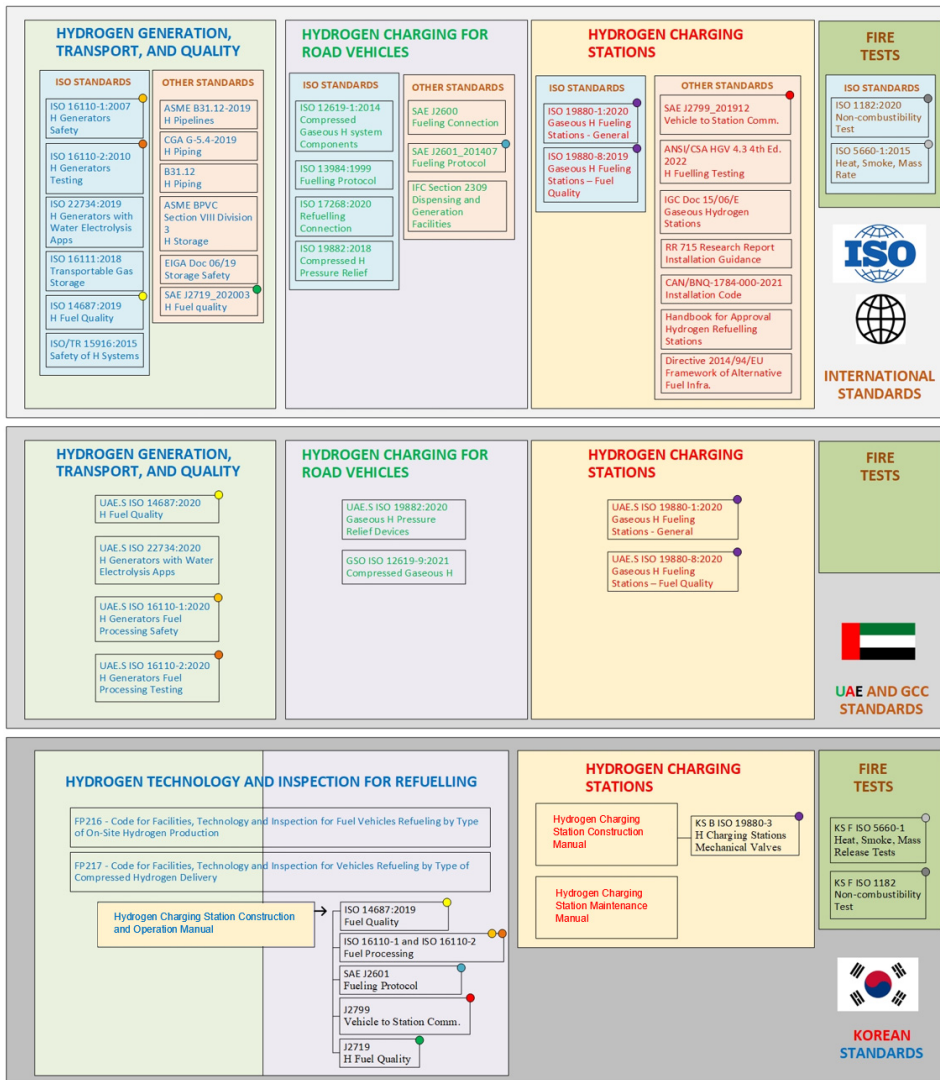 HYDROGEN GENERATION,
TRANSPORT, AND QUALITY
ISO STANDARDS
ISO 16110-1:2007
H Generators
Safety
ISO 16110-2:2010
H Generators
Testing
ISO 22734:2019
H Generators with
Water Electrolysis
Apps
ISO 16111:2018
Transportable Gas
Storage
ISO 14687:2019
H Fuel Quality
ISO/TR 15916:2015
Safety of H Systems
OTHER STANDARDS
ASME B31.12-2019
H Pipelines
CGA G-5.4-2019
H Piping
B31.12
H Piping
ASME BPVC
Section VIII Division
3
H Storage
EIGA Doc 06/19
Storage Safety
SAE J2719_202003
H Fuel quality
HYDROGEN CHARGING FOR
ROAD VEHICLES
ISO STANDARDS
ISO 12619-1:2014
Compressed
Gaseous H system
Components
ISO 13984:1999
Fuelling Protocol
ISO 17268:2020
Refuelling
Connection
ISO 19882:2018
Compressed H
Pressure Relief
OTHER STANDARDS
SAE J2600
Fueling Connection
SAE J2601_201407
Fueling Protocol
IFC Section 2309
Dispensing and
Generation
Facilities
HYDROGEN CHARGING
STATIONS
ISO STANDARDS
ISO 19880-1:2020
Gaseous H Fueling
Stations - General
ISO 19880-8:2019
Gaseous H Fueling
Stations – Fuel
Quality
OTHER STANDARDS
SAE J2799_201912
Vehicle to Station Comm.
ANSI/CSA HGV 4.3 4th Ed.
2022
H Fuelling Testing
IGC Doc 15/06/E
Gaseous Hydrogen
Stations
RR 715 Research Report
Installation Guidance
CAN/BNQ-1784-000-2021
Installation Code
Handbook for Approval
Hydrogen Refuelling
Stations
Directive 2014/94/EU
Framework of Alternative
Fuel Infra.
FIRE
TESTS
ISO STANDARDS
ISO 1182:2020
Non-combustibility
Test
ISO 5660-1:2015
Heat, Smoke, Mass
Rate
ISO
INTERNATIONAL
STANDARDS
HYDROGEN GENERATION,
TRANSPORT, AND QUALITY
UAE.S ISO 14687:2020
H Fuel Quality
UAE.S ISO 22734:2020
H Generators with Water
Electrolysis Apps
UAE.S ISO 16110-1:2020
H Generators Fuel
Processing Safety
UAE.S ISO 16110-2:2020
H Generators Fuel
Processing Testing
HYDROGEN CHARGING FOR
ROAD VEHICLES
UAE.S ISO 19882:2020
Gaseous H Pressure
Relief Devices
GSO ISO 12619-9:2021
Compressed Gaseous H
HYDROGEN CHARGING
STATIONS
UAE.S ISO 19880-1:2020
Gaseous H Fueling
Stations - General
UAE.S ISO 19880-8:2020
Gaseous H Fueling
Stations – Fuel Quality
FIRE
TESTS
UAE AND GCC
STANDARDS
HYDROGEN TECHNOLOGY AND INSPECTION FOR REFUELLING
FP216 - Code for Facilities, Technology and Inspection for Fuel Vehicles Refueling by Type
of On-Site Hydrogen Production
FP217 - Code for Facilities, Technology and Inspection for Vehicles Refueling by Type of
Compressed Hydrogen Delivery
Hydrogen Charging Station Construction
and Operation Manual
ISO 14687:2019
Fuel Quality
ISO 16110-1 and ISO 16110-2
Fuel Processing
SAE J2601
Fueling Protocol
J2799
Vehicle to Station Comm.
J2719
H Fuel Quality
HYDROGEN CHARGING
STATIONS
Hydrogen Charging
Station Construction
Manual
KS B ISO 19880-3
H Charging Stations
Mechanical Valves
Hydrogen Charging
Station Maintenance
Manual
FIRE
TESTS
KS F ISO 5660-1
Heat, Smoke, Mass
Release Tests
KS F ISO 1182
Non-combustibility
Test
KOREAN
STANDARDS